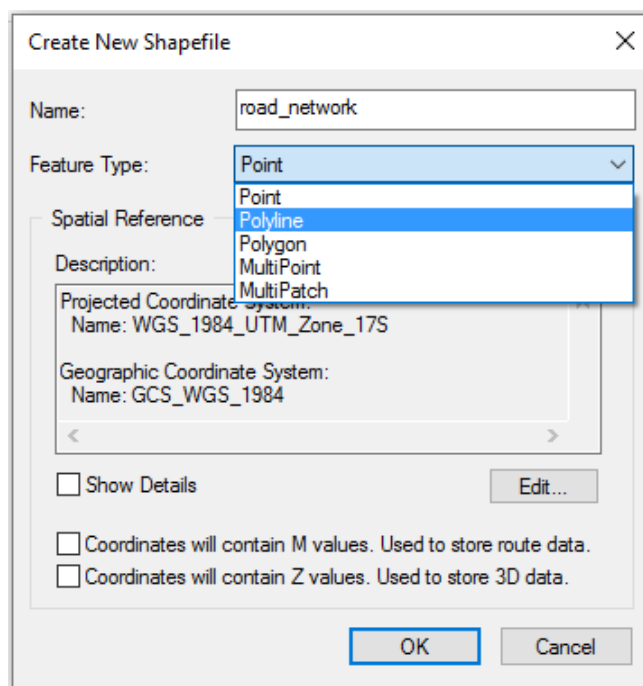 Create New Shapefile
Name: road_network
Feature Type: Point
Point
Polyline
Polygon
MultiPoint
MultiPatch
Spatial Reference
Description:
Projected Coordinate System:
Name: WGS_1984_UTM_Zone_17S
Geographic Coordinate System:
Name: GCS_WGS_1984
Show Details
Edit...
Coordinates will contain M values. Used to store route data.
Coordinates will contain Z values. Used to store 3D data.
OK Cancel